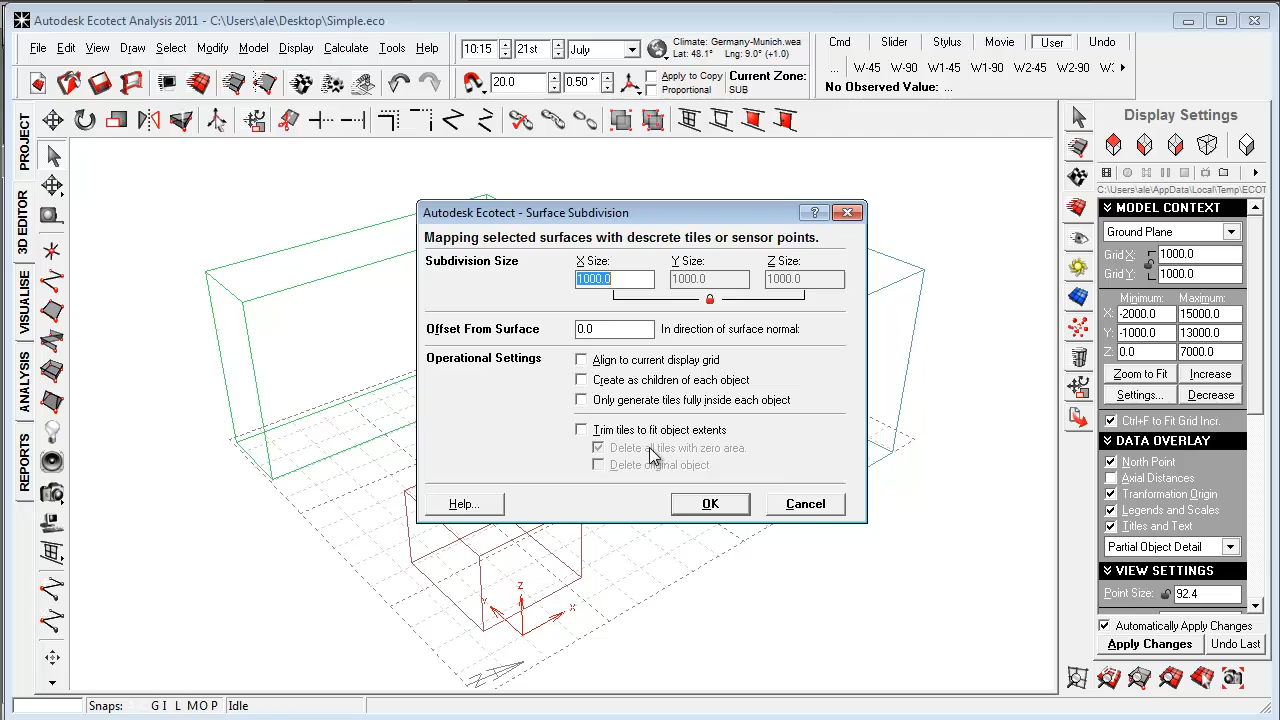 Autodesk Ecotect Analysis 2011 - C:\Users\ale\Desktop\Simple.eco
File Edit View Draw Select Modify Model Display Calculate Tools Help
10:15 21st July
Climate: Germany-Munich.wea
Lat: 48.1° Lng: 9.0° (+1.0)
Cmd Slider Stylus Movie User Undo
W-45 W-90 W1-45 W1-90 W2-45 W2-90 W:
No Observed Value: ...
20.0 0.50 °
Apply to Copy
Proportional
Current Zone:
SUB
PROJECT
3D EDITOR
VISUALISE
ANALYSIS
REPORTS
Autodesk Ecotect - Surface Subdivision
Mapping selected surfaces with descrete tiles or sensor points.
Subdivision Size
X Size: Y Size: Z Size:
1000.0 1000.0 1000.0
Offset From Surface 0.0 In direction of surface normal.
Operational Settings
Align to current display grid
Create as children of each object
Only generate tiles fully inside each object
Trim tiles to fit object extents
Delete all tiles with zero area.
Delete original object
Help... OK Cancel
Z
Y
X
Display Settings
C:\Users\ale\AppData\Local\Temp\ECOT
MODEL CONTEXT
Ground Plane
Grid X: 1000.0
Grid Y: 1000.0
Minimum: Maximum:
X: -2000.0 15000.0
Y: -1000.0 13000.0
Z: 0.0 7000.0
Zoom to Fit Increase
Settings... Decrease
Ctrl+F to Fit Grid Incr.
DATA OVERLAY
North Point
Axial Distances
Tranformation Origin
Legends and Scales
Titles and Text
Partial Object Detail
VIEW SETTINGS
Point Size: 92.4
Automatically Apply Changes
Apply Changes Undo Last
Snaps: G I L M O P Idle